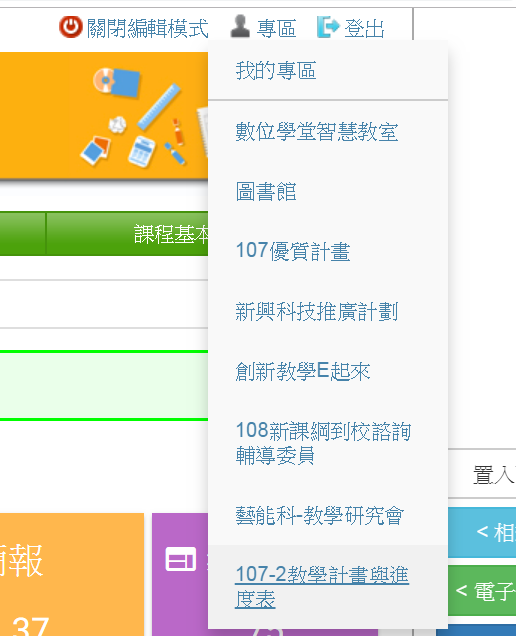 關閉編輯模式 專區 登出
我的專區
數位學堂智慧教室
圖書館
107優質計畫
課程基本
新興科技推廣計劃
創新教學E起來
108新課綱到校諮詢
輔導委員
置入
藝能科-教學研究會
< 相
簡報
107-2教學計畫與進
度表
< 電子
37
75